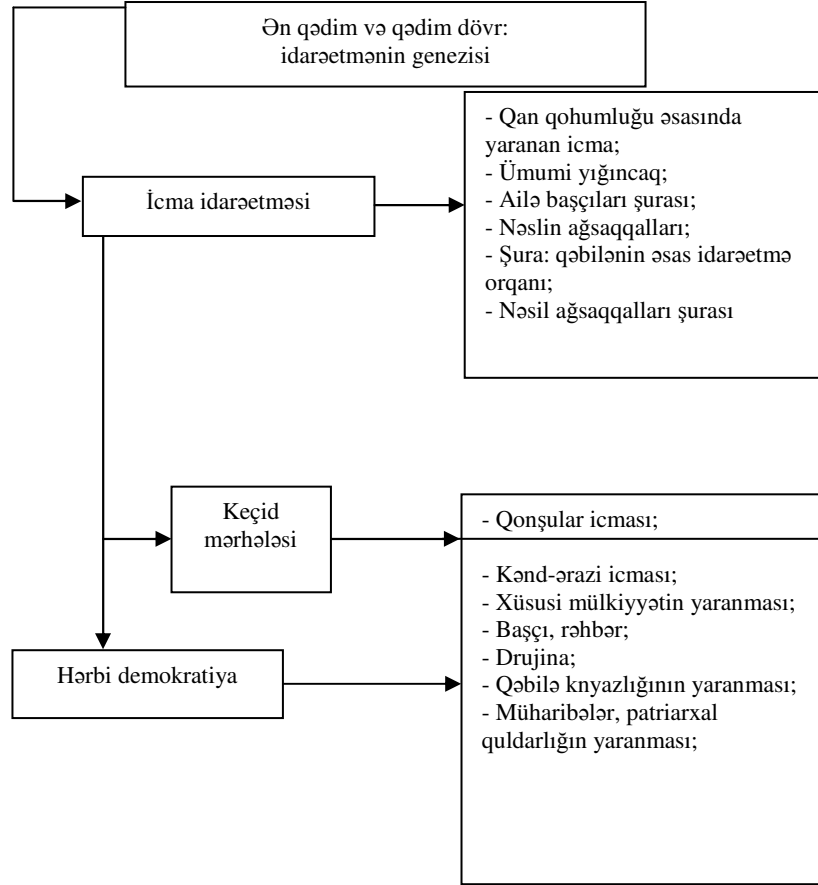 Ən qədim və qədim dövr:
idarəetmənin genezisi
İcma idarəetməsi
- Qan qohumluğu əsasında
yaranan icma;
- Ümumi yığıncaq;
- Ailə başçıları şurası;
- Nəslin ağsaqqalları;
- Şura: qəbilənin əsas idarəetmə
orqanı;
- Nəsil ağsaqqalları şurası
Keçid
mərhələsi
- Qonşular icması;
- Kənd-ərazi icması;
- Xüsusi mülkiyyətin yaranması;
- Başçı, rəhbər;
- Drujina;
- Qəbilə knyazlığının yaranması;
- Müharibələr, patriarxal
quldarlığın yaranması;
Hərbi demokratiya